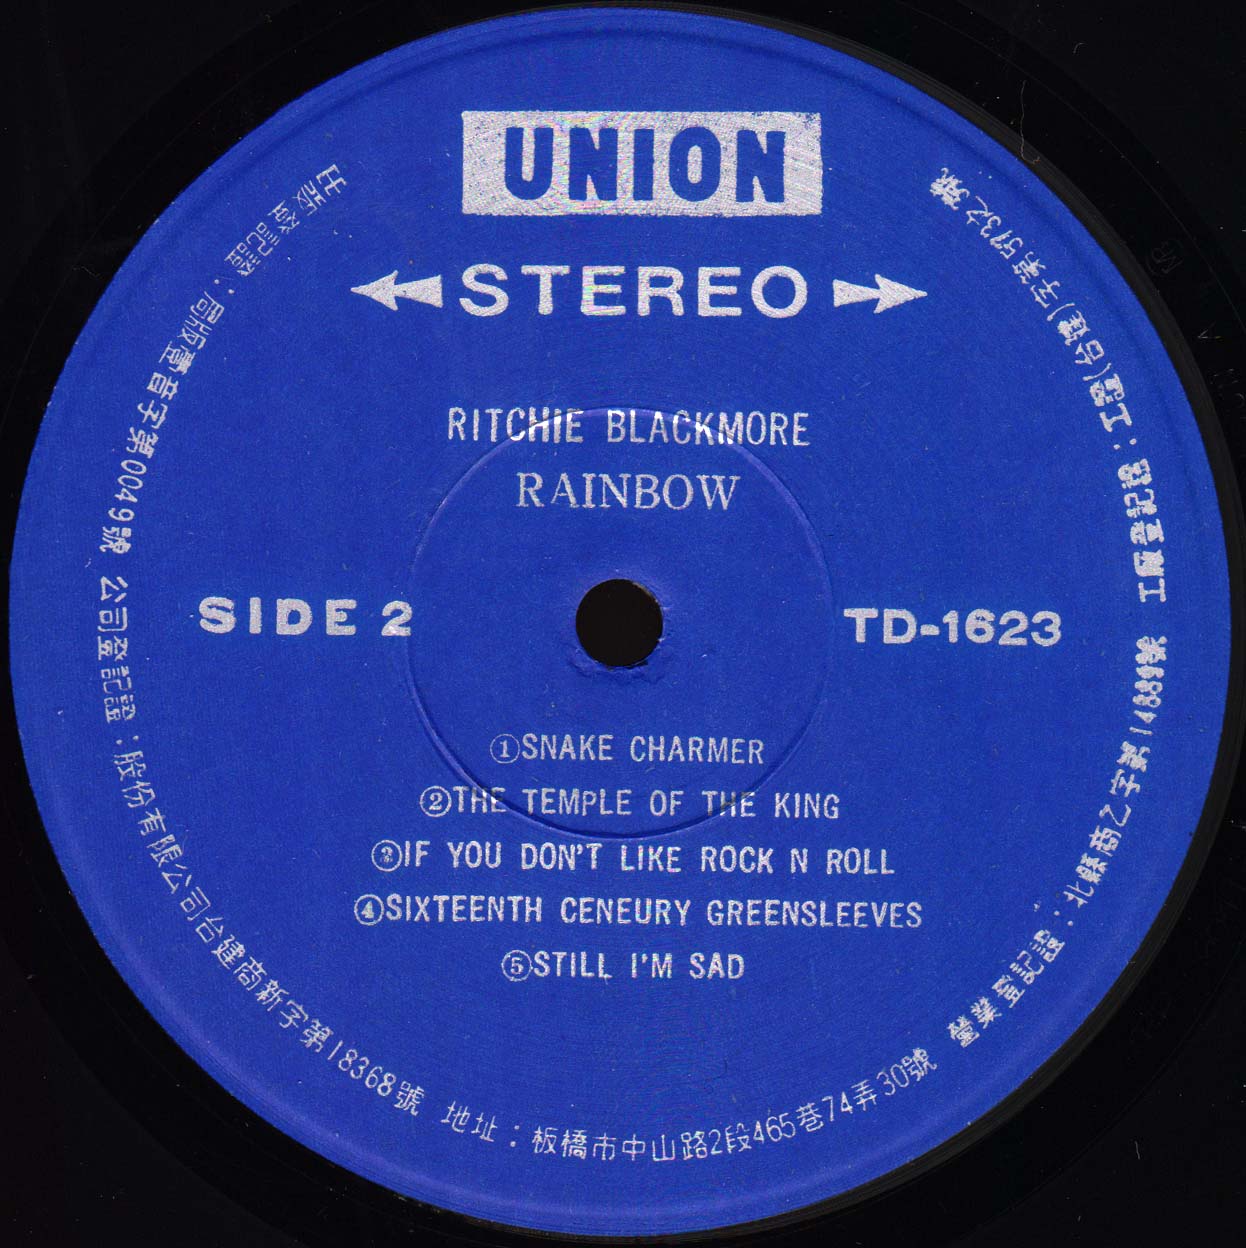 UNION
STEREO
RITCHIE BLACKMORE
RAINBOW
SIDE 2
TD-1623
①SNAKE CHARMER
②THE TEMPLE OF THE KING
③IF YOU DON'T LIKE ROCK N ROLL
④SIXTEENTH CENEURY GREENSLEEVES
⑤STILL I'M SAD
出版登記證：局版臺音字第0049號 公司登記證：股份有限公司台建商新字第18368號 地址：板橋市中山路2段465巷74弄30號 營業登記證：北縣商乙字第1488號 工廠登記證：工(台建)字第573之號